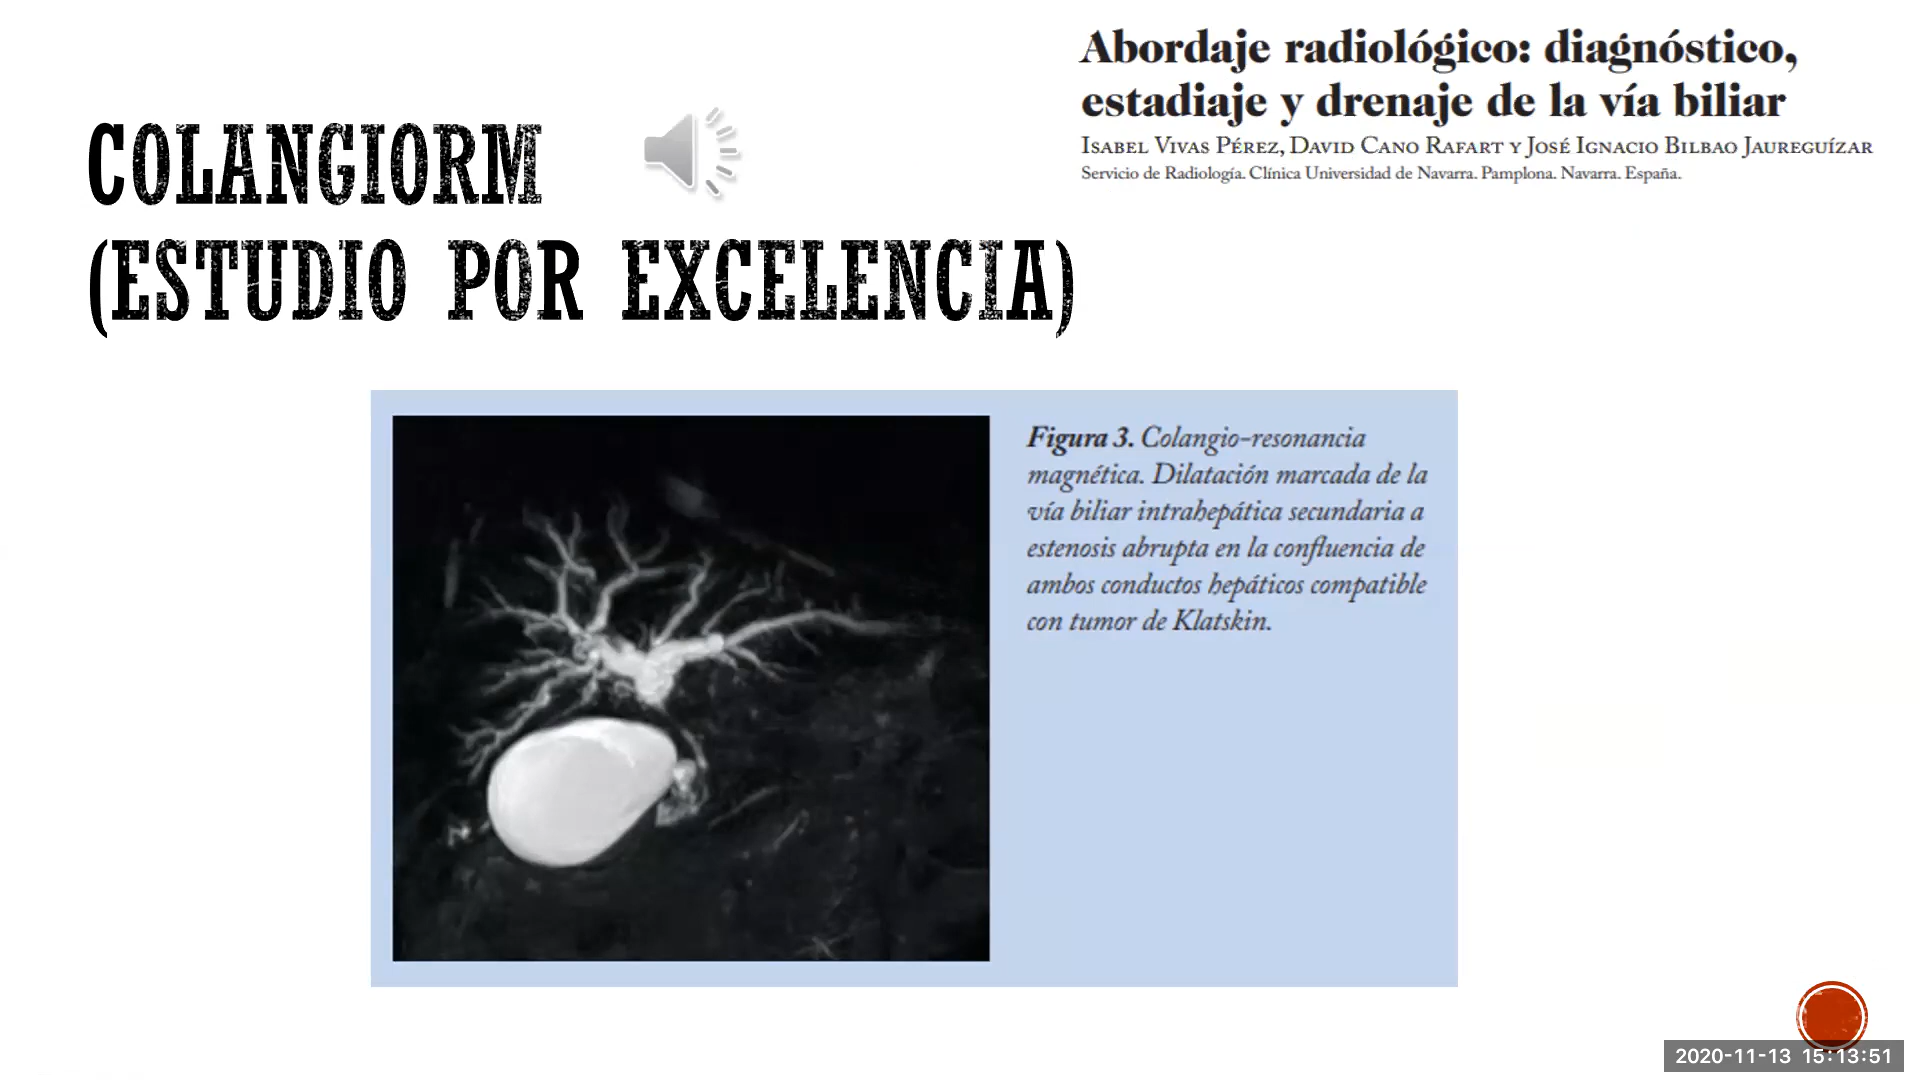 Abordaje radiológico: diagnóstico,
estadiaje y drenaje de la vía biliar
Isabel Vivas Pérez, David Cano Rafart y José Ignacio Bilbao Jaureguízar
Servicio de Radiología. Clínica Universidad de Navarra. Pamplona. Navarra. España.
COLANGIORM
(ESTUDIO POR EXCELENCIA)
Figura 3. Colangio-resonancia
magnética. Dilatación marcada de la
vía biliar intrahepática secundaria a
estenosis abrupta en la confluencia de
ambos conductos hepáticos compatible
con tumor de Klatskin.
2020-11-13 15:13:51